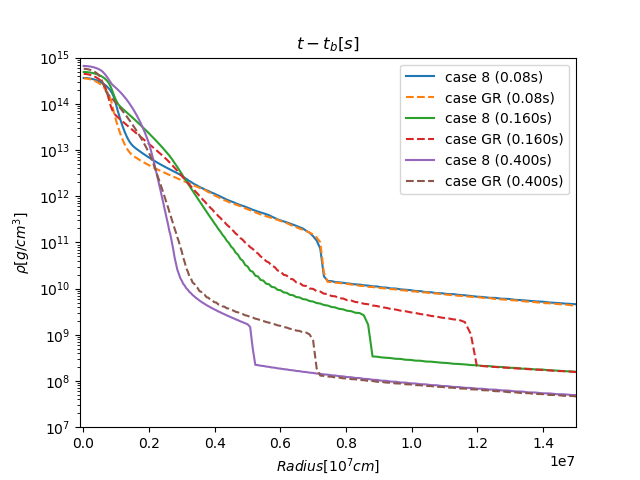 t − t_b[s]
10^15
10^14
10^13
10^12
10^11
10^10
10^9
10^8
10^7
ρ[g/cm^3]
case 8 (0.08s)
case GR (0.08s)
case 8 (0.160s)
case GR (0.160s)
case 8 (0.400s)
case GR (0.400s)
0.0 0.2 0.4 0.6 0.8 1.0 1.2 1.4
1e7
Radius[10^7cm]